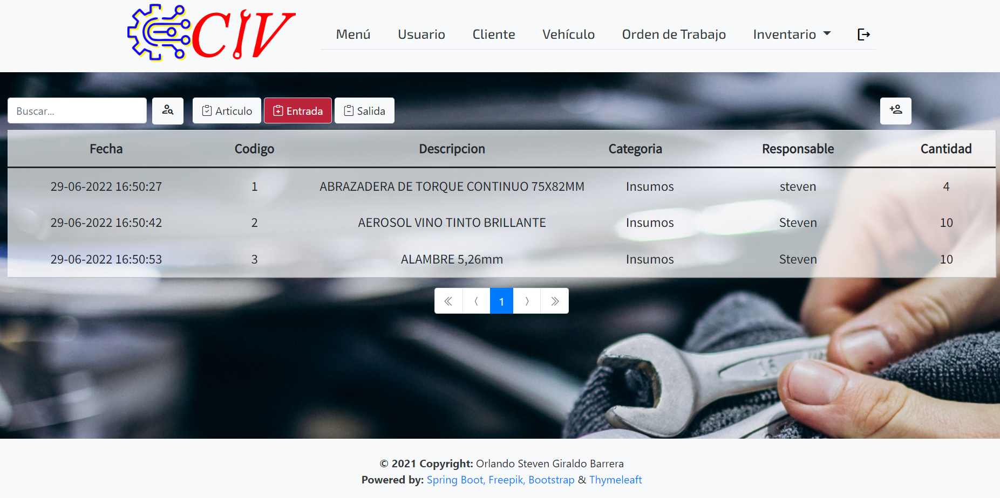 CIV
Menú Usuario Cliente Vehículo Orden de Trabajo Inventario
Buscar... Articulo Entrada Salida
Fecha Codigo Descripcion Categoria Responsable Cantidad
29-06-2022 16:50:27 1 ABRAZADERA DE TORQUE CONTINUO 75X82MM Insumos steven 4
29-06-2022 16:50:42 2 AEROSOL VINO TINTO BRILLANTE Insumos Steven 10
29-06-2022 16:50:53 3 ALAMBRE 5,26mm Insumos Steven 10
1
© 2021 Copyright: Orlando Steven Giraldo Barrera
Powered by: Spring Boot, Freepik, Bootstrap & Thymeleaft